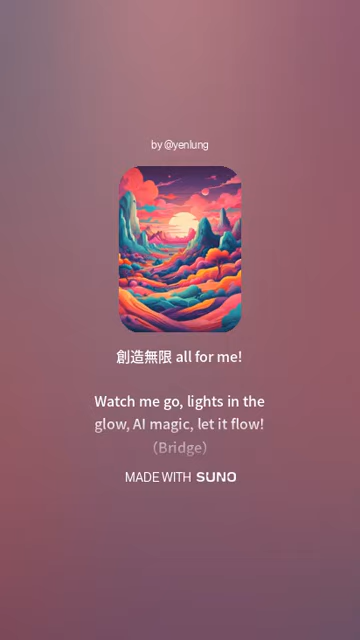 by @yenlung
創造無限 all for me!
Watch me go, lights in the
glow, AI magic, let it flow!
（Bridge）
MADE WITH SUNO